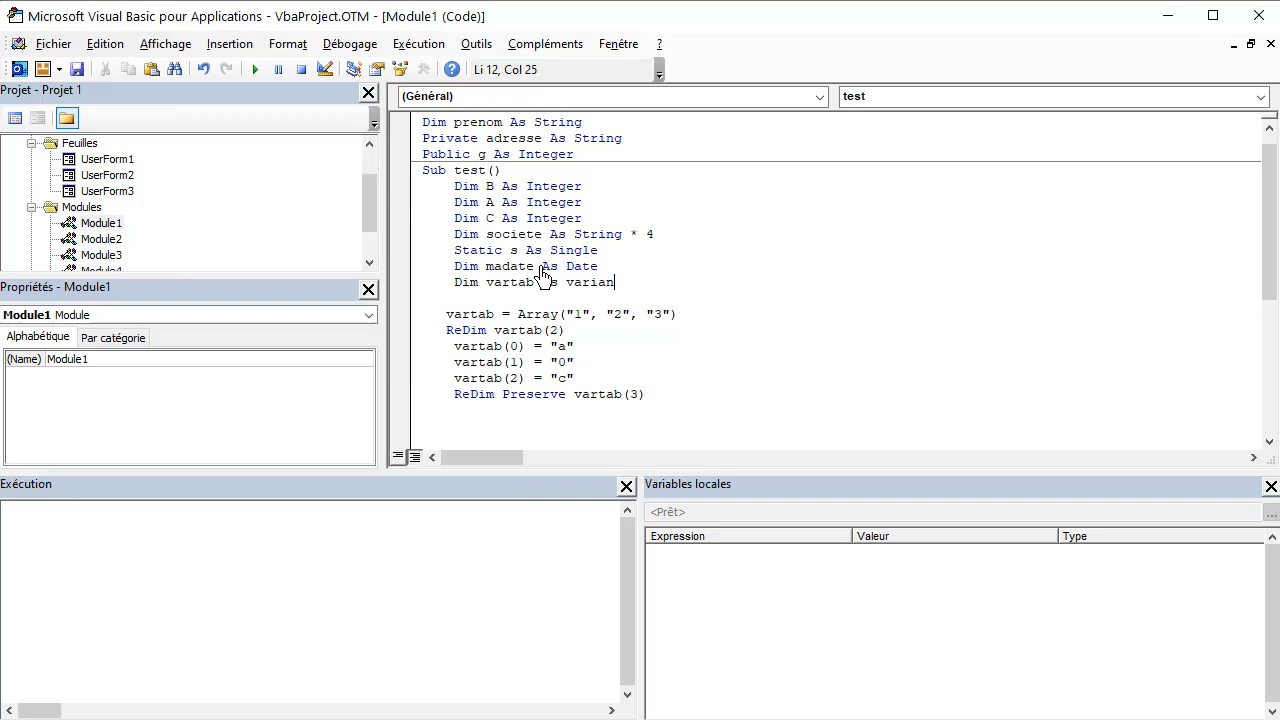 Microsoft Visual Basic pour Applications - VbaProject.OTM - [Module1 (Code)]
Fichier Edition Affichage Insertion Format Débogage Exécution Outils Compléments Fenêtre ?
Li 12, Col 25
Projet - Projet 1
(Général) test
Feuilles
UserForm1
UserForm2
UserForm3
Modules
Module1
Module2
Module3
Propriétés - Module1
Module1 Module
Alphabétique Par catégorie
(Name) Module1
Dim prenom As String
Private adresse As String
Public g As Integer
Sub test()
Dim B As Integer
Dim A As Integer
Dim C As Integer
Dim societe As String * 4
Static s As Single
Dim madate As Date
Dim vartab as varian
vartab = Array("1", "2", "3")
ReDim vartab(2)
vartab(0) = "a"
vartab(1) = "0"
vartab(2) = "c"
ReDim Preserve vartab(3)
Exécution
Variables locales
<Prêt>
...
Expression Valeur Type